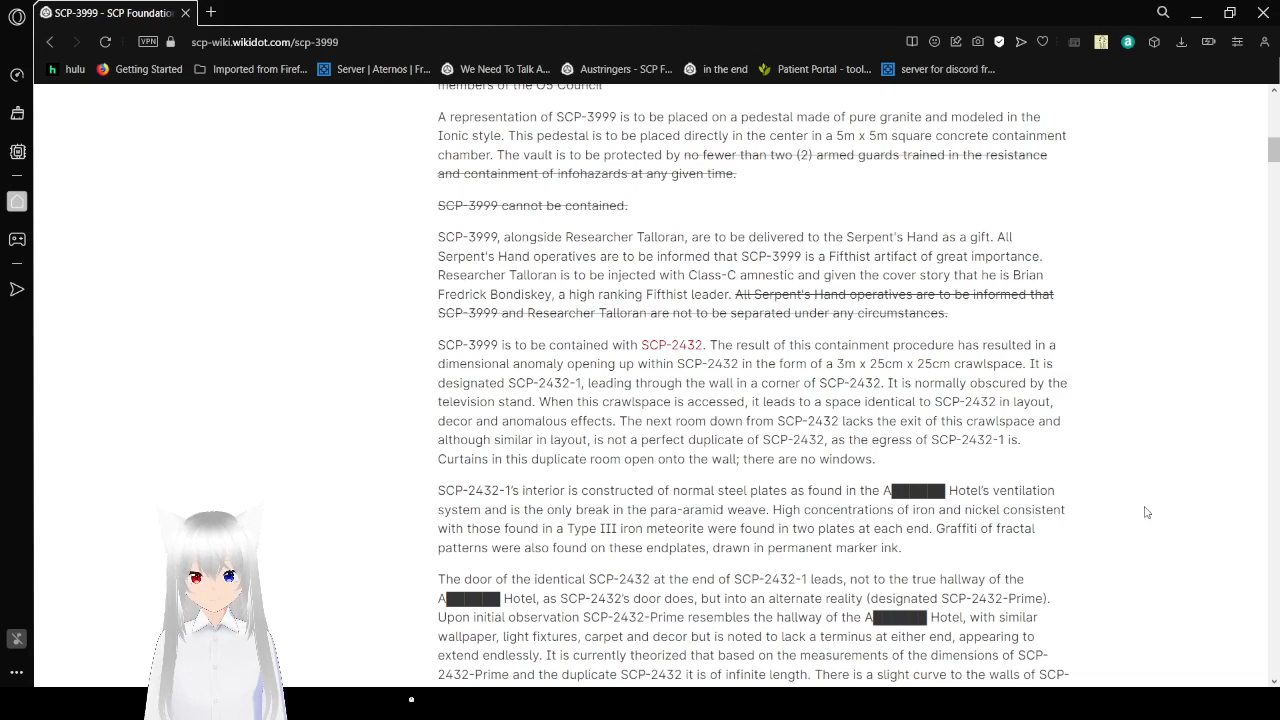 SCP-3999 - SCP Foundation
scp-wiki.wikidot.com/scp-3999
VPN
hulu
Getting Started
Imported from Firef...
Server | Aternos | Fr...
We Need To Talk A...
Austringers - SCP F...
in the end
Patient Portal - tool...
server for discord fr...
members of the O5 Council
A representation of SCP-3999 is to be placed on a pedestal made of pure granite and modeled in the
Ionic style. This pedestal is to be placed directly in the center in a 5m x 5m square concrete containment
chamber. The vault is to be protected by no fewer than two (2) armed guards trained in the resistance
and containment of infohazards at any given time.
SCP-3999 cannot be contained.
SCP-3999, alongside Researcher Talloran, are to be delivered to the Serpent's Hand as a gift. All
Serpent's Hand operatives are to be informed that SCP-3999 is a Fifthist artifact of great importance.
Researcher Talloran is to be injected with Class-C amnestic and given the cover story that he is Brian
Fredrick Bondiskey, a high ranking Fifthist leader. All Serpent's Hand operatives are to be informed that
SCP-3999 and Researcher Talloran are not to be separated under any circumstances.
SCP-3999 is to be contained with SCP-2432. The result of this containment procedure has resulted in a
dimensional anomaly opening up within SCP-2432 in the form of a 3m x 25cm x 25cm crawlspace. It is
designated SCP-2432-1, leading through the wall in a corner of SCP-2432. It is normally obscured by the
television stand. When this crawlspace is accessed, it leads to a space identical to SCP-2432 in layout,
decor and anomalous effects. The next room down from SCP-2432 lacks the exit of this crawlspace and
although similar in layout, is not a perfect duplicate of SCP-2432, as the egress of SCP-2432-1 is.
Curtains in this duplicate room open onto the wall; there are no windows.
SCP-2432-1's interior is constructed of normal steel plates as found in the A██████ Hotel's ventilation
system and is the only break in the para-aramid weave. High concentrations of iron and nickel consistent
with those found in a Type III iron meteorite were found in two plates at each end. Graffiti of fractal
patterns were also found on these endplates, drawn in permanent marker ink.
The door of the identical SCP-2432 at the end of SCP-2432-1 leads, not to the true hallway of the
A██████ Hotel, as SCP-2432's door does, but into an alternate reality (designated SCP-2432-Prime).
Upon initial observation SCP-2432-Prime resembles the hallway of the A██████ Hotel, with similar
wallpaper, light fixtures, carpet and decor but is noted to lack a terminus at either end, appearing to
extend endlessly. It is currently theorized that based on the measurements of the dimensions of SCP-
2432-Prime and the duplicate SCP-2432 it is of infinite length. There is a slight curve to the walls of SCP-